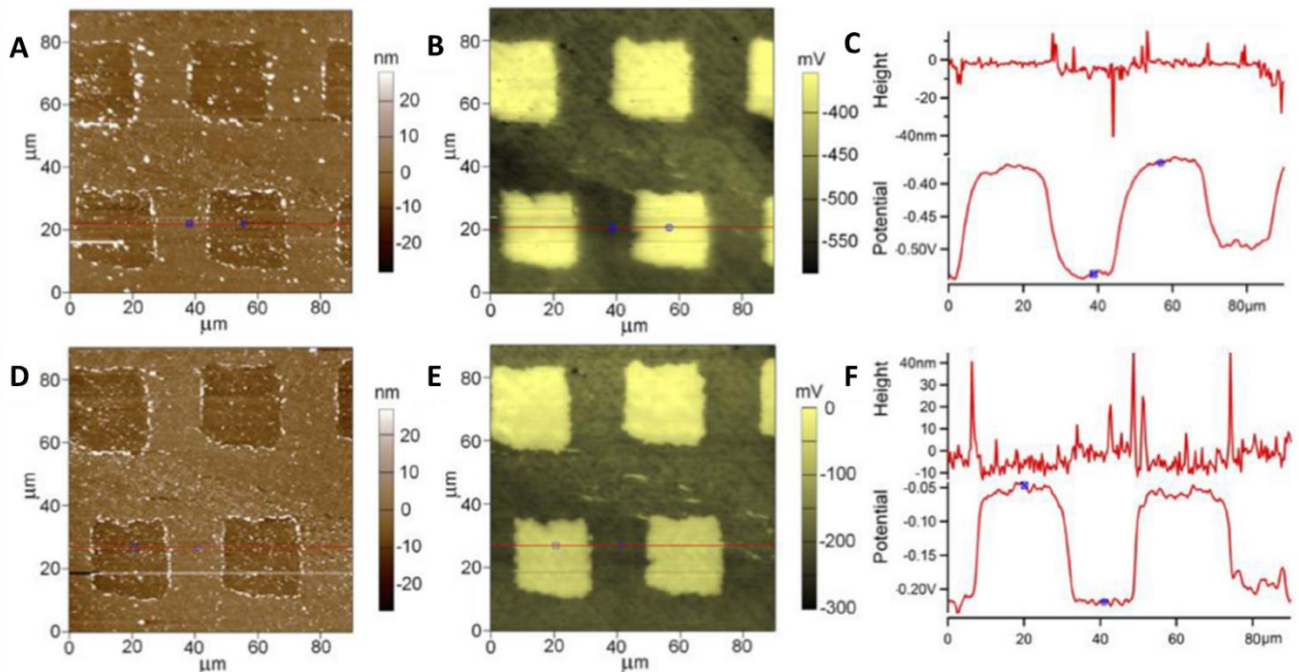 A
80
60
40
20
0
μm
0 20 40 60 80
μm
nm
20
10
0
-10
-20
B
80
60
40
20
0
μm
0 20 40 60 80
μm
mV
-400
-450
-500
-550
C
0
-20
-40nm
Height
-0.40
-0.45
-0.50V
Potential
0 20 40 60 80μm
D
80
60
40
20
0
μm
0 20 40 60 80
μm
nm
20
10
0
-10
-20
E
80
60
40
20
0
μm
0 20 40 60 80
μm
mV
0
-100
-200
-300
F
40nm
30
20
10
0
-10
Height
-0.05
-0.10
-0.15
0.20V
Potential
0 20 40 60 80μm